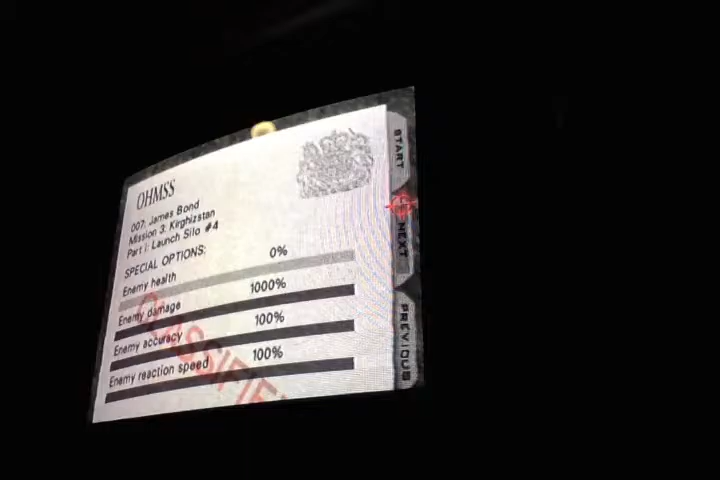 OHMSS
007: James Bond
Mission 3: Kirghizstan
Part i: Launch Silo #4
SPECIAL OPTIONS:
Enemy health 0%
Enemy damage 1000%
Enemy accuracy 100%
Enemy reaction speed 100%
CLASSIFIE
START
NEXT
PREVIOUS